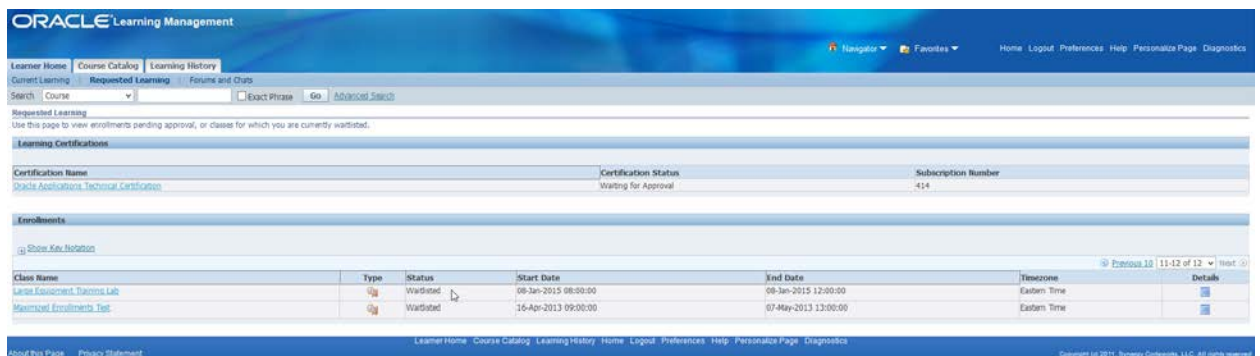 ORACLE Learning Management
Navigator Favorites Home Logout Preferences Help Personalize Page Diagnostics
Learner Home Course Catalog Learning History
Current Learning Requested Learning Forums and Chats
Search Course Exact Phrase Go Advanced Search
Requested Learning
Use this page to view enrollments pending approval, or classes for which you are currently waitlisted.
Learning Certifications
Certification Name Certification Status Subscription Number
Oracle Applications Technical Certification Waiting for Approval 414
Enrollments
Show Key Notation
Previous 10 11-12 of 12 Next
Class Name Type Status Start Date End Date Timezone Details
Large Equipment Training Lab Waitlisted 08-Jan-2015 08:00:00 08-Jan-2015 12:00:00 Eastern Time
Maximized Enrollments Test Waitlisted 16-Apr-2013 09:00:00 07-May-2013 13:00:00 Eastern Time
Learner Home Course Catalog Learning History Home Logout Preferences Help Personalize Page Diagnostics
About this Page Privacy Statement Copyright (c) 2011, LLC. All rights reserved